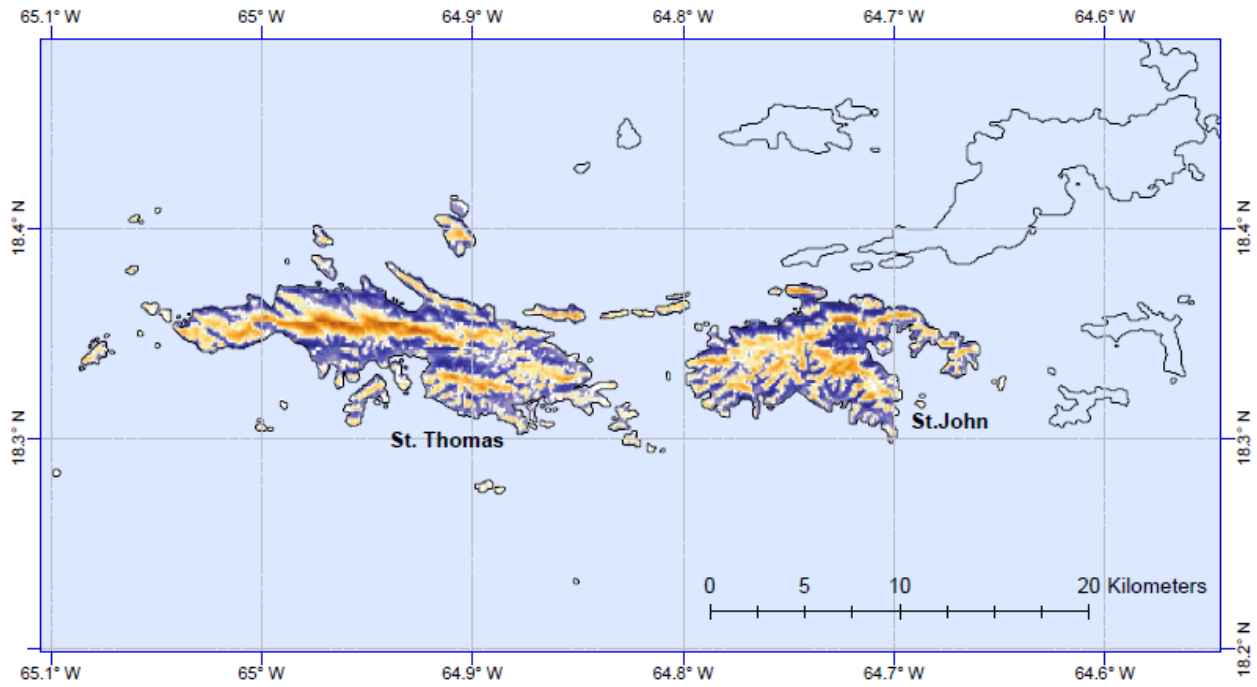 65.1° W 65° W 64.9° W 64.8° W 64.7° W 64.6° W
18.4° N 18.4° N
18.3° N 18.3° N
St. Thomas
St.John
0 5 10 20 Kilometers
18.2° N
65.1° W 65° W 64.9° W 64.8° W 64.7° W 64.6° W